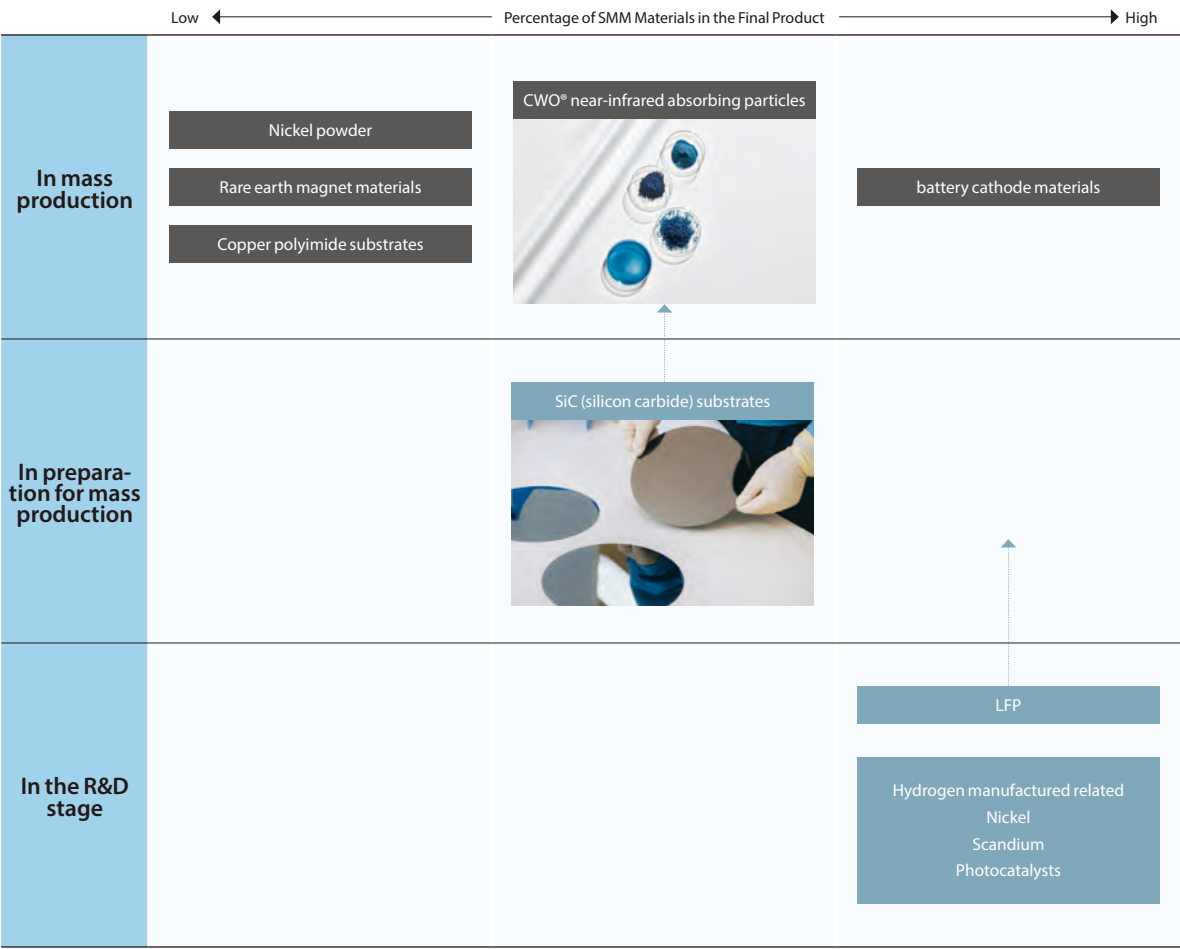 Low
Percentage of SMM Materials in the Final Product
High
In mass
production
Nickel powder
Rare earth magnet materials
Copper polyimide substrates
CWO® near-infrared absorbing particles
battery cathode materials
In prepara-
tion for mass
production
SiC (silicon carbide) substrates
In the R&D
stage
LFP
Hydrogen manufactured related
Nickel
Scandium
Photocatalysts